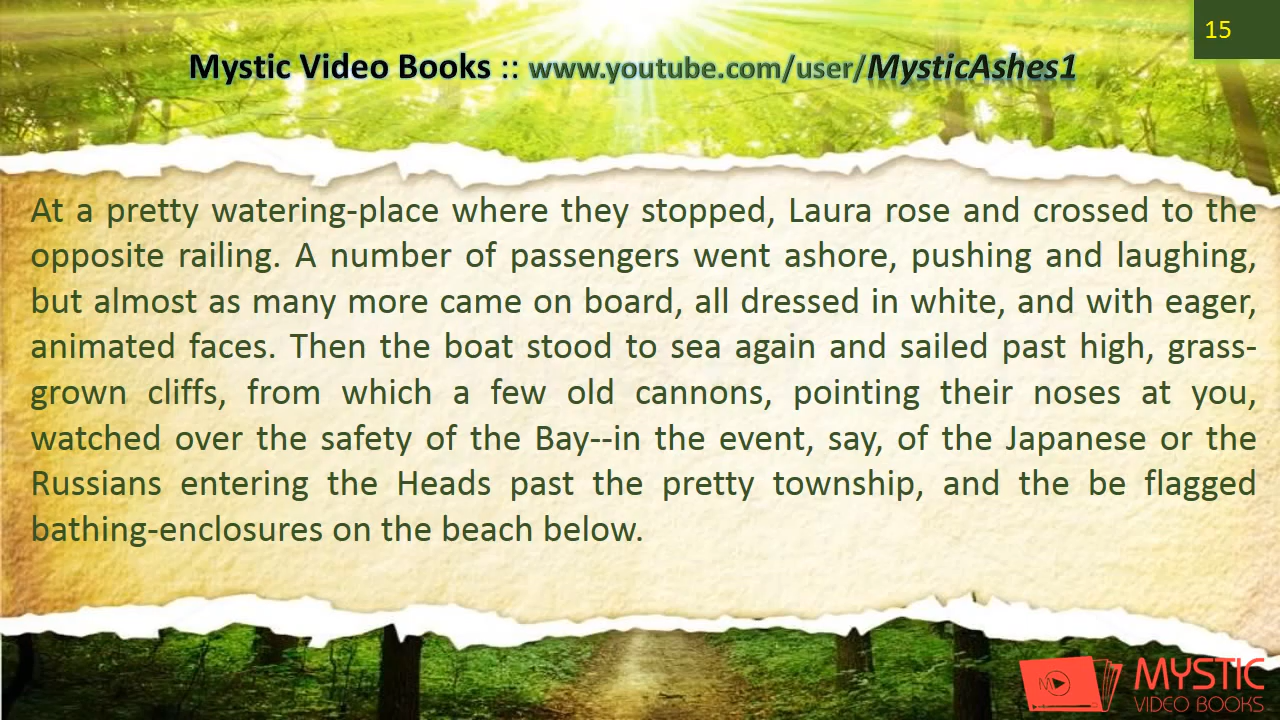 15
Mystic Video Books :: www.youtube.com/user/MysticAshes1
At a pretty watering-place where they stopped, Laura rose and crossed to the
opposite railing. A number of passengers went ashore, pushing and laughing,
but almost as many more came on board, all dressed in white, and with eager,
animated faces. Then the boat stood to sea again and sailed past high, grass-
grown cliffs, from which a few old cannons, pointing their noses at you,
watched over the safety of the Bay--in the event, say, of the Japanese or the
Russians entering the Heads past the pretty township, and the be flagged
bathing-enclosures on the beach below.
MYSTIC
VIDEO BOOKS